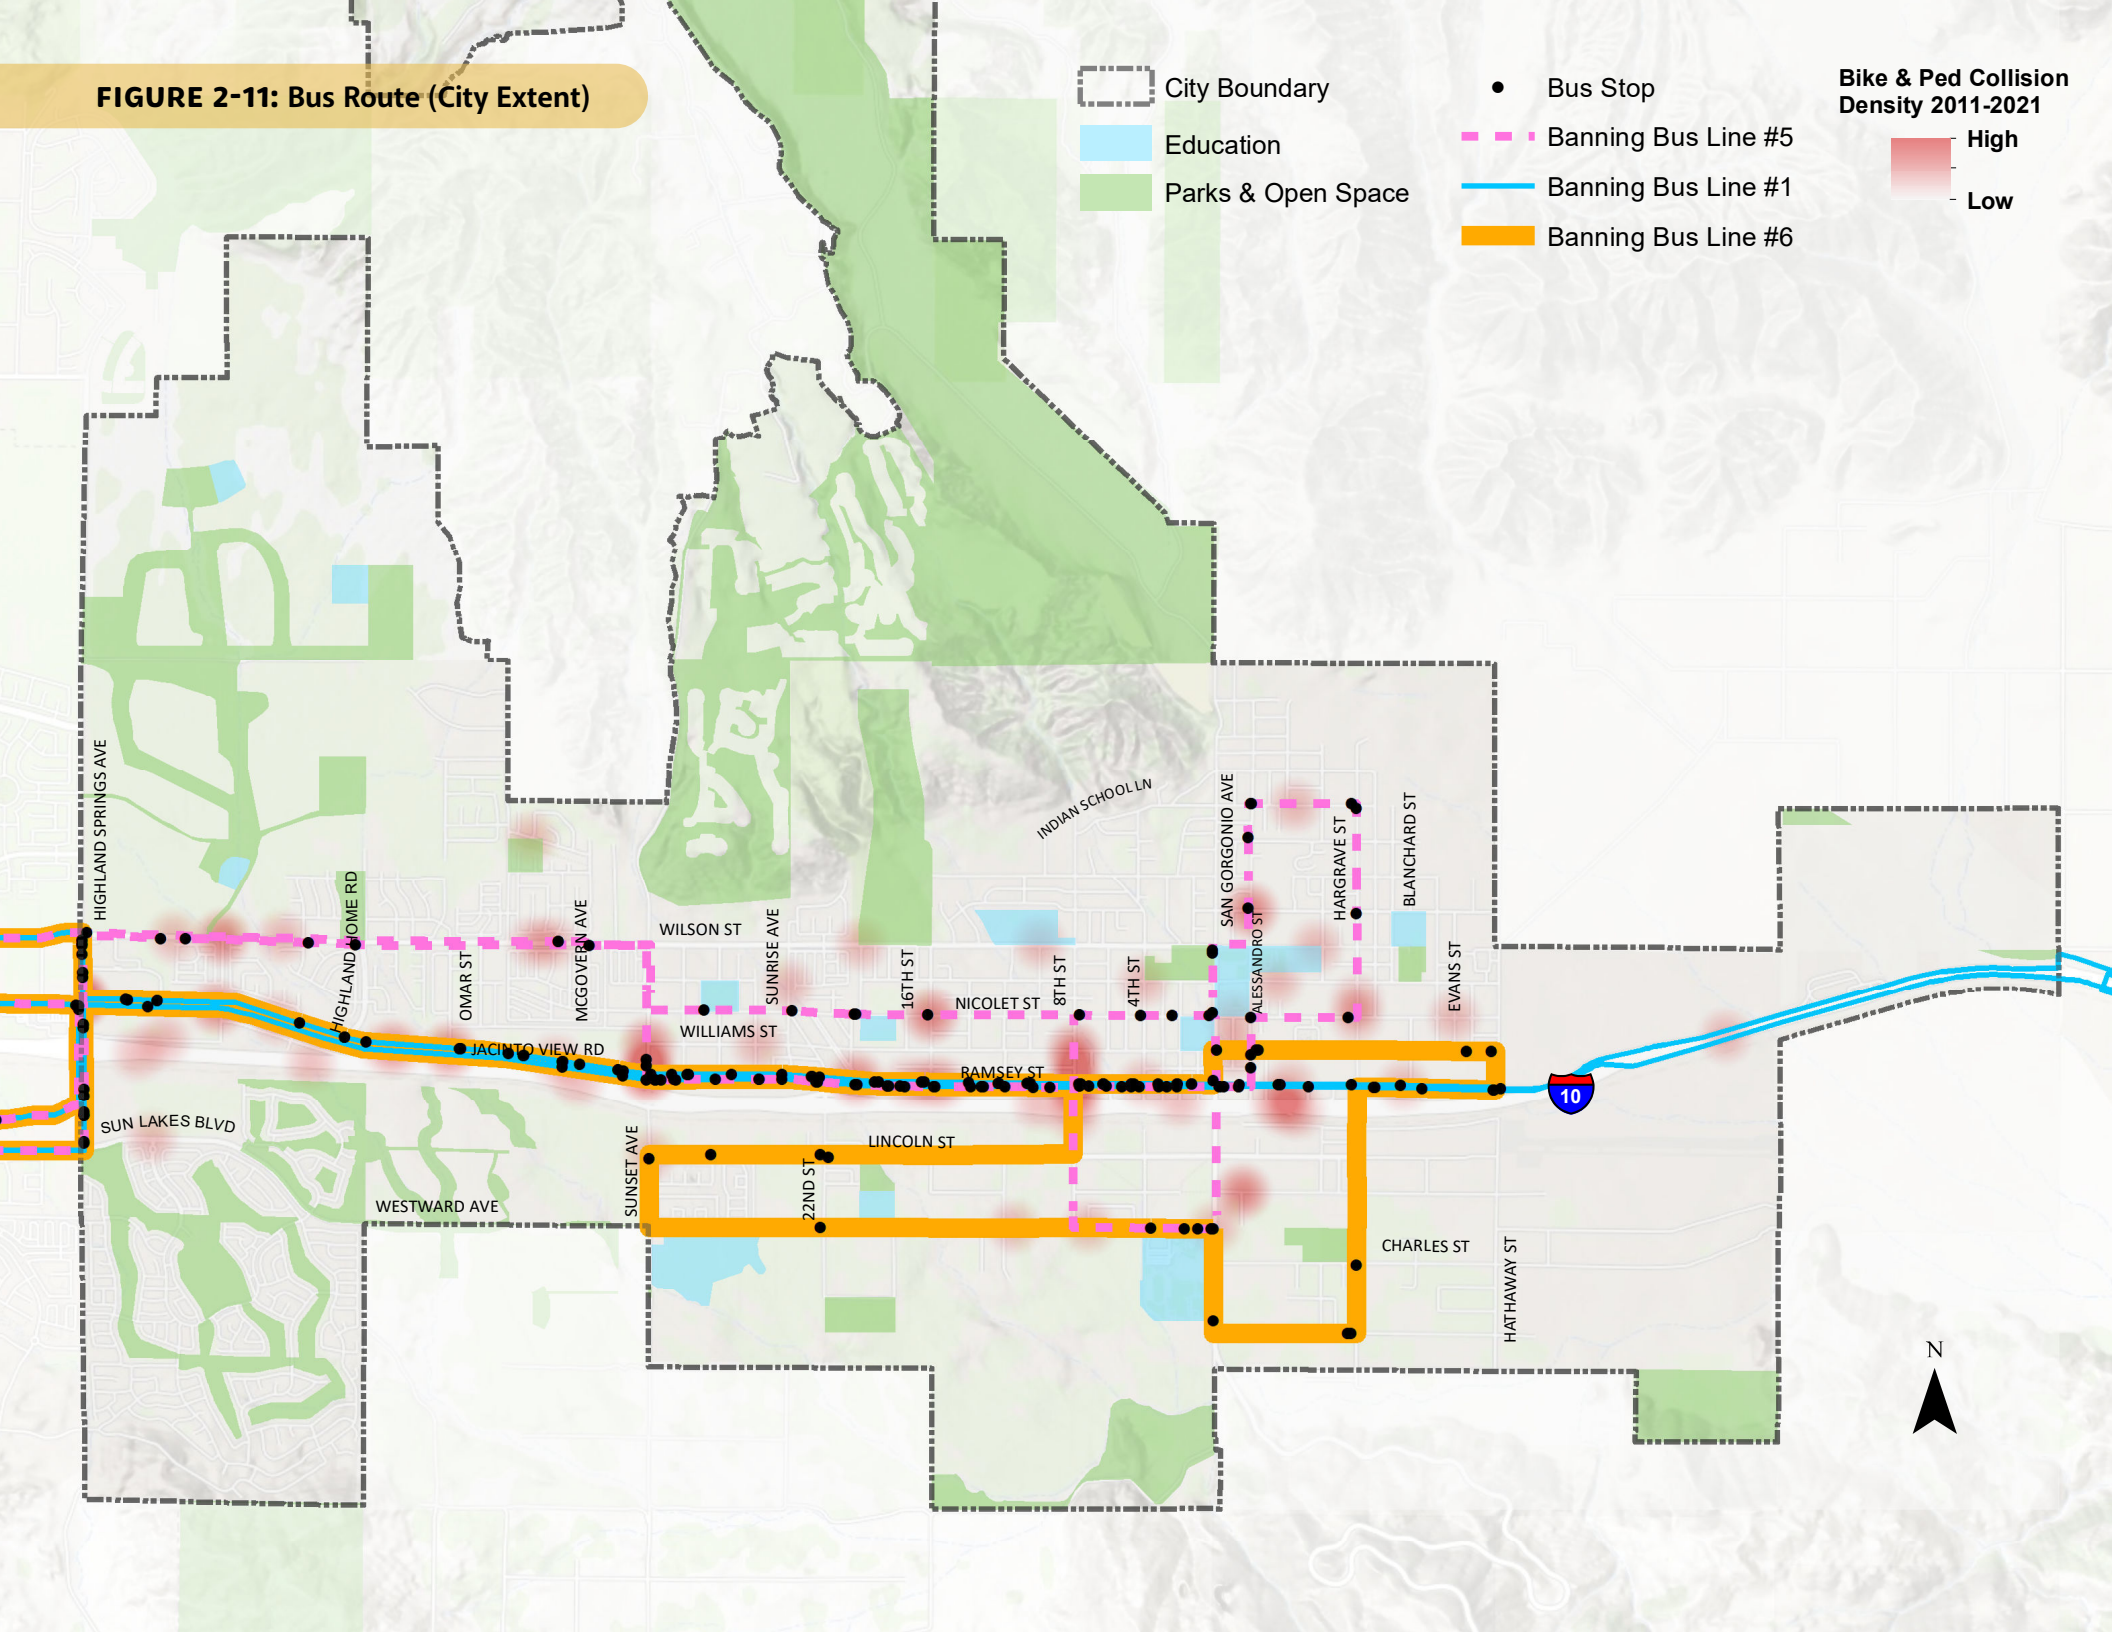 FIGURE 2-11: Bus Route (City Extent)
City Boundary
Education
Parks & Open Space
Bus Stop
Banning Bus Line #5
Banning Bus Line #1
Banning Bus Line #6
Bike & Ped Collision
Density 2011-2021
High
Low
HIGHLAND SPRINGS AVE
HIGHLAND HOME RD
OMAR ST
MCGOVERN AVE
WILSON ST
SUNRISE AVE
16TH ST
NICOLET ST
8TH ST
4TH ST
INDIAN SCHOOL LN
SAN GORGONIO AVE
ALESSANDRO ST
HARGRAVE ST
BLANCHARD ST
EVANS ST
WILLIAMS ST
JACINTO VIEW RD
RAMSEY ST
10
SUN LAKES BLVD
LINCOLN ST
SUNSET AVE
22ND ST
WESTWARD AVE
CHARLES ST
HATHAWAY ST
N